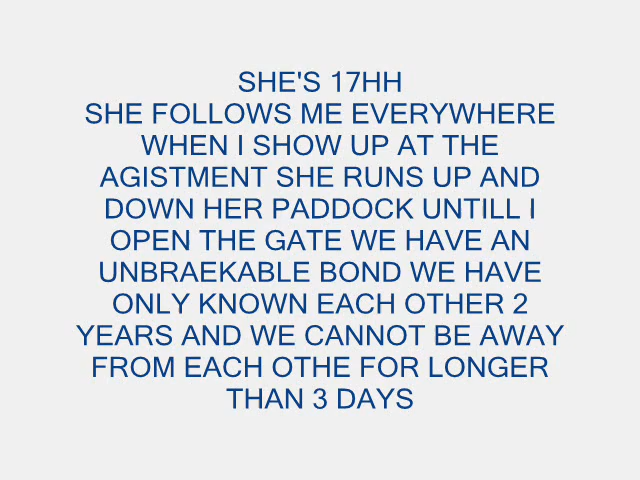 SHE'S 17HH
SHE FOLLOWS ME EVERYWHERE
WHEN I SHOW UP AT THE
AGISTMENT SHE RUNS UP AND
DOWN HER PADDOCK UNTILL I
OPEN THE GATE WE HAVE AN
UNBRAEKABLE BOND WE HAVE
ONLY KNOWN EACH OTHER 2
YEARS AND WE CANNOT BE AWAY
FROM EACH OTHE FOR LONGER
THAN 3 DAYS